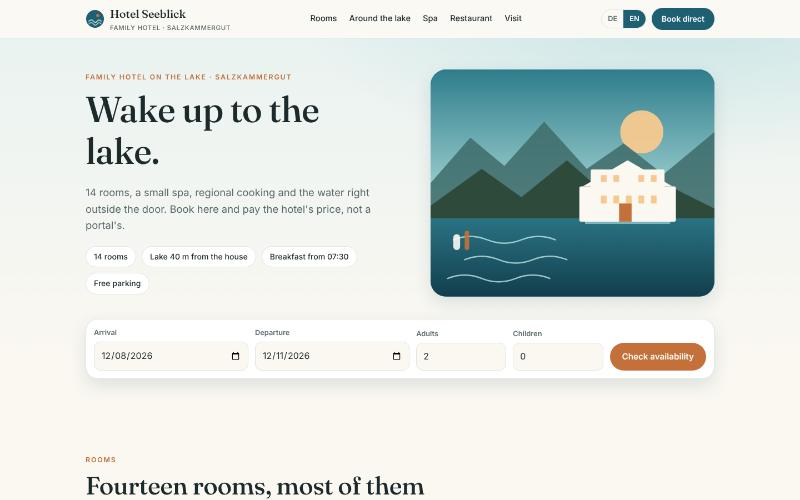 Hotel Seeblick
FAMILY HOTEL · SALZKAMMERGUT
Rooms Around the lake Spa Restaurant Visit
DE EN Book direct
FAMILY HOTEL ON THE LAKE · SALZKAMMERGUT
Wake up to the
lake.
14 rooms, a small spa, regional cooking and the water right
outside the door. Book here and pay the hotel's price, not a
portal's.
14 rooms Lake 40 m from the house Breakfast from 07:30
Free parking
Arrival Departure Adults Children
12/08/2026 12/11/2026 2 0 Check availability
ROOMS
Fourteen rooms, most of them